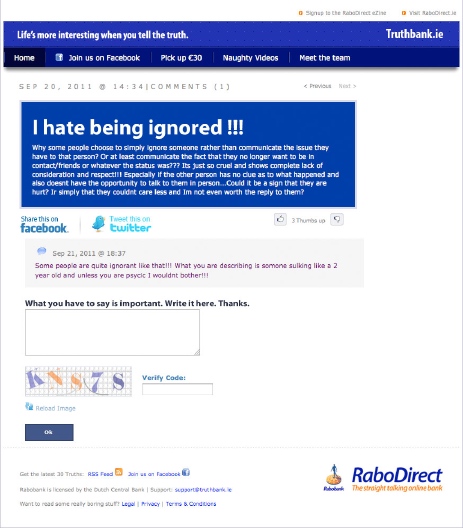 Signup to the RaboDirect eZine Visit RaboDirect.ie
Life's more interesting when you tell the truth. Truthbank.ie
Home Join us on Facebook Pick up €30 Naughty Videos Meet the team
SEP 20, 2011 @ 14:34|COMMENTS (1) < Previous Next >
I hate being ignored !!!
Why some people choose to simply ignore someone rather than communicate the issue they
have to that person? Or at least communicate the fact that they no longer want to be in
contact/friends or whatever the status was??? Its just so cruel and shows complete lack of
consideration and respect!!! Especially if the other person has no clue as to what happened and
also doesnt have the opportunity to talk to them in person...Could it be a sign that they are
hurt? Ir simply that they couldnt care less and Im not even worth the reply to them?
Share this on facebook. Tweet this on twitter 3 Thumbs up
Sep 21, 2011 @ 18:37
Some people are quite ignorant like that!!! What you are describing is somone sulking like a 2
year old and unless you are psycic I wouldnt bother!!!
What you have to say is important. Write it here. Thanks.
KNS7S
Verify Code:
Reload Image
Ok
Get the latest 30 Truths: RSS Feed Join us on Facebook
Rabobank is licensed by the Dutch Central Bank | Support: support@truthbank.ie
Want to read some really boring stuff? Legal | Privacy | Terms & Conditions
Rabobank
RaboDirect
The straight talking online bank